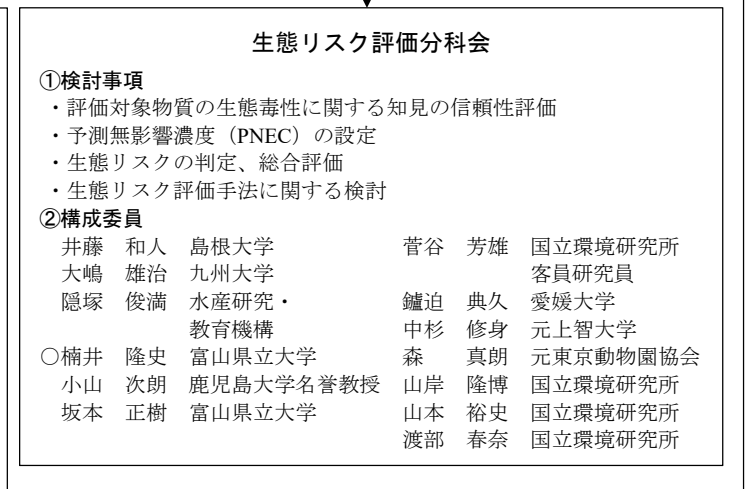 生態リスク評価分科会
①検討事項
・評価対象物質の生態毒性に関する知見の信頼性評価
・予測無影響濃度（PNEC）の設定
・生態リスクの判定、総合評価
・生態リスク評価手法に関する検討
②構成委員
井藤　和人　島根大学
大嶋　雄治　九州大学
隠塚　俊満　水産研究・
教育機構
○楠井　隆史　富山県立大学
小山　次朗　鹿児島大学名誉教授
坂本　正樹　富山県立大学
菅谷　芳雄　国立環境研究所
客員研究員
鑪迫　典久　愛媛大学
中杉　修身　元上智大学
森　真朗　元東京動物園協会
山岸　隆博　国立環境研究所
山本　裕史　国立環境研究所
渡部　春奈　国立環境研究所